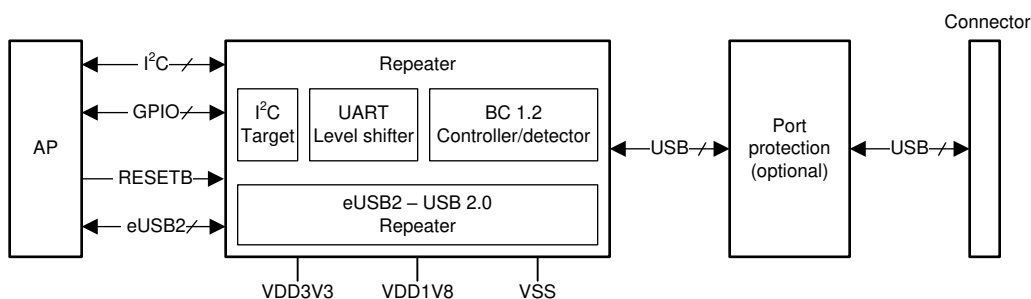 Connector
I²C
Repeater
GPIO
I²C
Target
UART
Level shifter
BC 1.2
Controller/detector
AP
USB
Port
protection
(optional)
USB
RESETB
eUSB2
eUSB2 – USB 2.0
Repeater
VDD3V3
VDD1V8
VSS